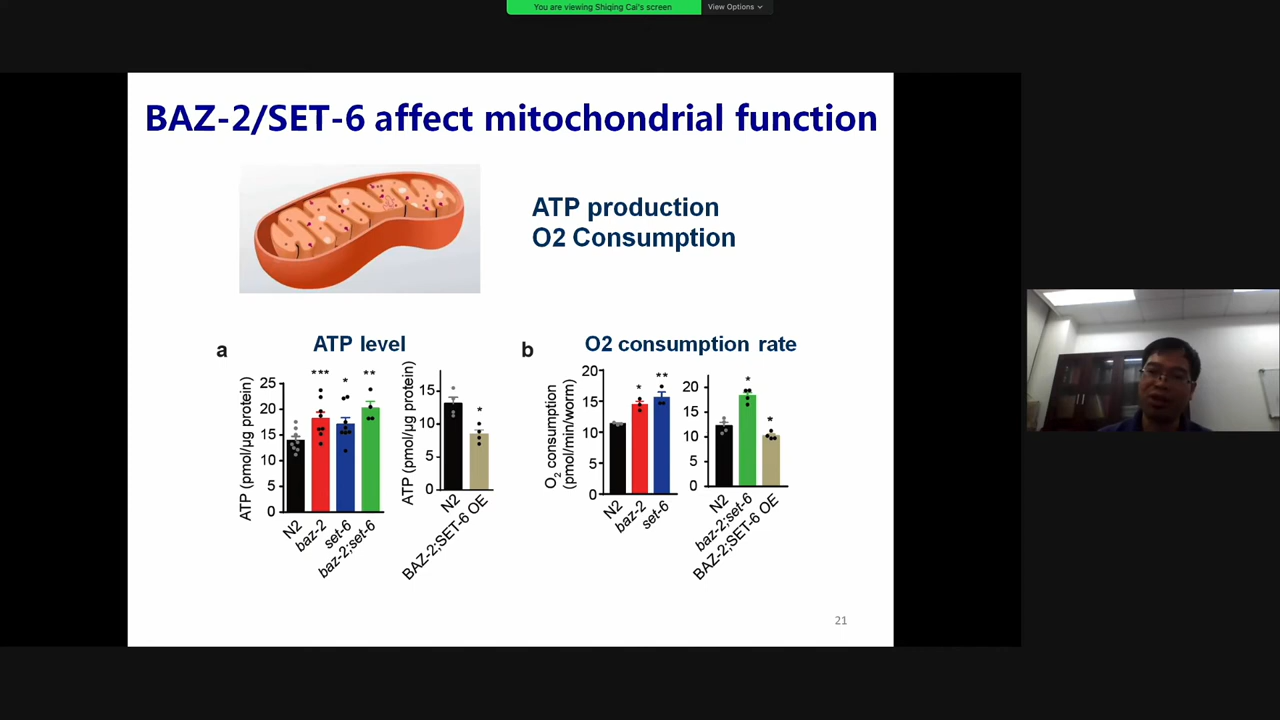 You are viewing Shiqing Cai's screen
View Options
BAZ-2/SET-6 affect mitochondrial function
ATP production
O2 Consumption
a
ATP level
ATP (pmol/µg protein)
25
20
15
10
5
0
***
*
**
N2
baz-2
set-6
baz-2;set-6
ATP (pmol/µg protein)
15
10
5
0
*
N2
BAZ-2;SET-6 OE
b
O2 consumption rate
O2 consumption
(pmol/min/worm)
20
15
10
5
0
*
**
N2
baz-2
set-6
20
15
10
5
0
*
*
N2
baz-2;set-6
BAZ-2;SET-6 OE
21